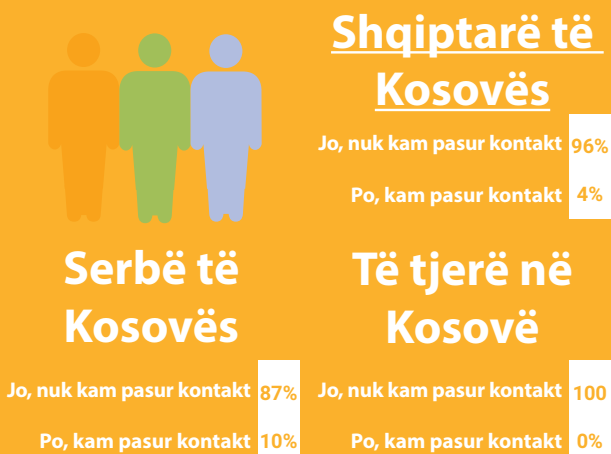 Shqiptarë të
Kosovës
Jo, nuk kam pasur kontakt 96%
Po, kam pasur kontakt 4%
Serbë të
Kosovës
Jo, nuk kam pasur kontakt 87%
Po, kam pasur kontakt 10%
Të tjerë në
Kosovë
Jo, nuk kam pasur kontakt 100
Po, kam pasur kontakt 0%